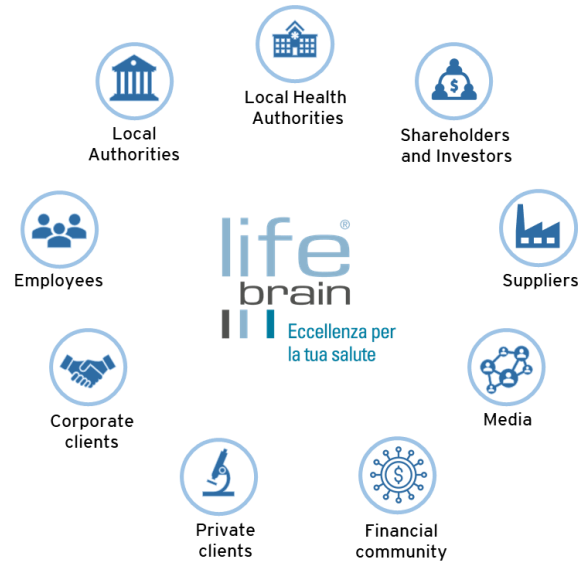 Local Health
Authorities
Local
Authorities
Shareholders
and Investors
Employees
life®
brain
Eccellenza per
la tua salute
Suppliers
Corporate
clients
Media
Private
clients
Financial
community